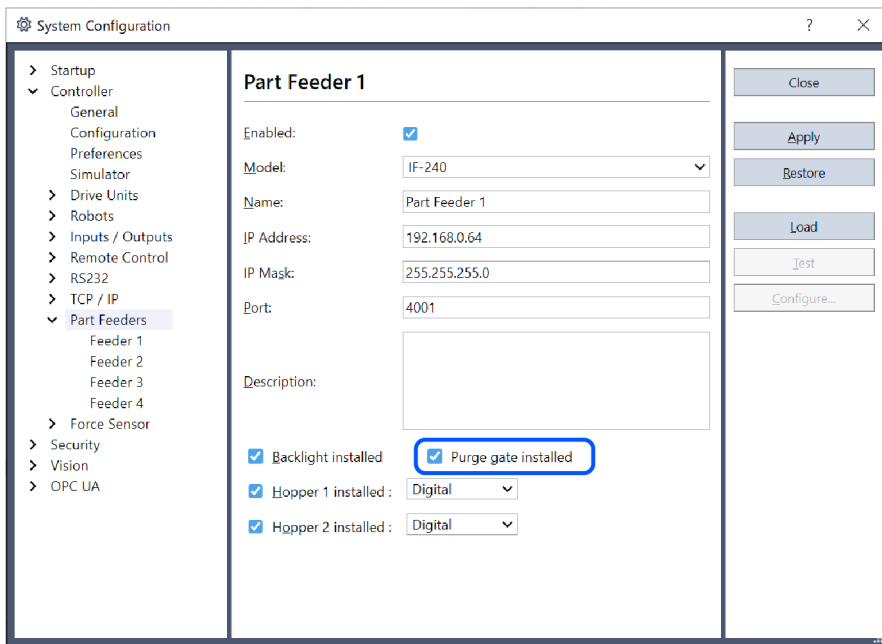 System Configuration
?
Startup
Controller
General
Configuration
Preferences
Simulator
Drive Units
Robots
Inputs / Outputs
Remote Control
RS232
TCP / IP
Part Feeders
Feeder 1
Feeder 2
Feeder 3
Feeder 4
Force Sensor
Security
Vision
OPC UA
Part Feeder 1
Enabled:
Model: IF-240
Name: Part Feeder 1
IP Address: 192.168.0.64
IP Mask: 255.255.255.0
Port: 4001
Description:
Backlight installed Purge gate installed
Hopper 1 installed : Digital
Hopper 2 installed : Digital
Close
Apply
Restore
Load
Test
Configure...